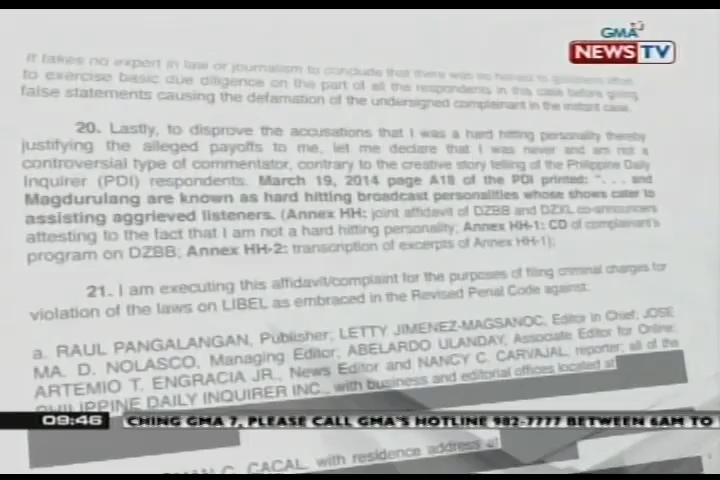 GMA
NEWS TV
It takes no expert in law or journalism to conclude that there was no
to exercise basic due diligence on the part of all the respondents in this case before giving
false statements causing the defamation of the undersigned complainant in the instant case.
20. Lastly, to disprove the accusations that I was a hard hitting personality thereby
justifying the alleged payoffs to me, let me declare that I was never and am not a
controversial type of commentator, contrary to the creative story telling of the Philippine Daily
Inquirer (PDI) respondents. March 19, 2014 page A18 of the PDI printed: ". . . and
Magdurulang are known as hard hitting broadcast personalities whose shows cater to
assisting aggrieved listeners. (Annex HH: joint affidavit of DZBB and DZXL co-announcers
attesting to the fact that I am not a hard hitting personality; Annex HH-1: CD of complainant's
program on DZBB; Annex HH-2: transcription of excerpts of Annex HH-1);
21. I am executing this affidavit/complaint for the purposes of filing criminal charges for
violation of the laws on LIBEL as embraced in the Revised Penal Code against:
a. RAUL PANGALANGAN, Publisher; LETTY JIMENEZ-MAGSANOC, Editor in Chief; JOSE
MA. D. NOLASCO, Managing Editor; ABELARDO ULANDAY, Associate Editor for Online;
ARTEMIO T. ENGRACIA JR., News Editor and NANCY C. CARVAJAL, reporter; all of the
PHILIPPINE DAILY INQUIRER INC., with business and editorial offices located at
09:46 CHING GMA 7, PLEASE CALL GMA'S HOTLINE 982-7777 BETWEEN 6AM TO
C. CACAL, with residence address at